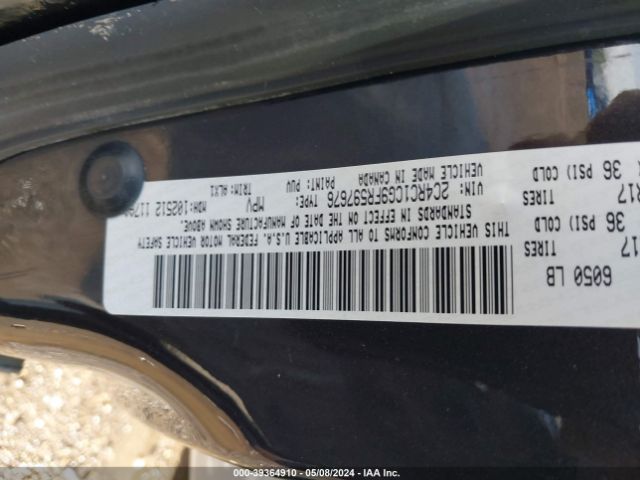 6050 LB
TIRES
17
36 PSI) COLD
TIRES
R17
36 PSI) COLD
THIS VEHICLE CONFORMS TO ALL APPLICABLE U.S.A. FEDERAL MOTOR VEHICLE SAFETY
STANDARDS IN EFFECT ON THE DATE OF MANUFACTURE SHOWN ABOVE.
VIN: 2C4RC1CG9FR597676 TYPE: MPV MDH: 102512
VEHICLE MADE IN CANADA PAINT: PUV TRIM: ALX1
000-39364910 - 05/08/2024 - IAA Inc.